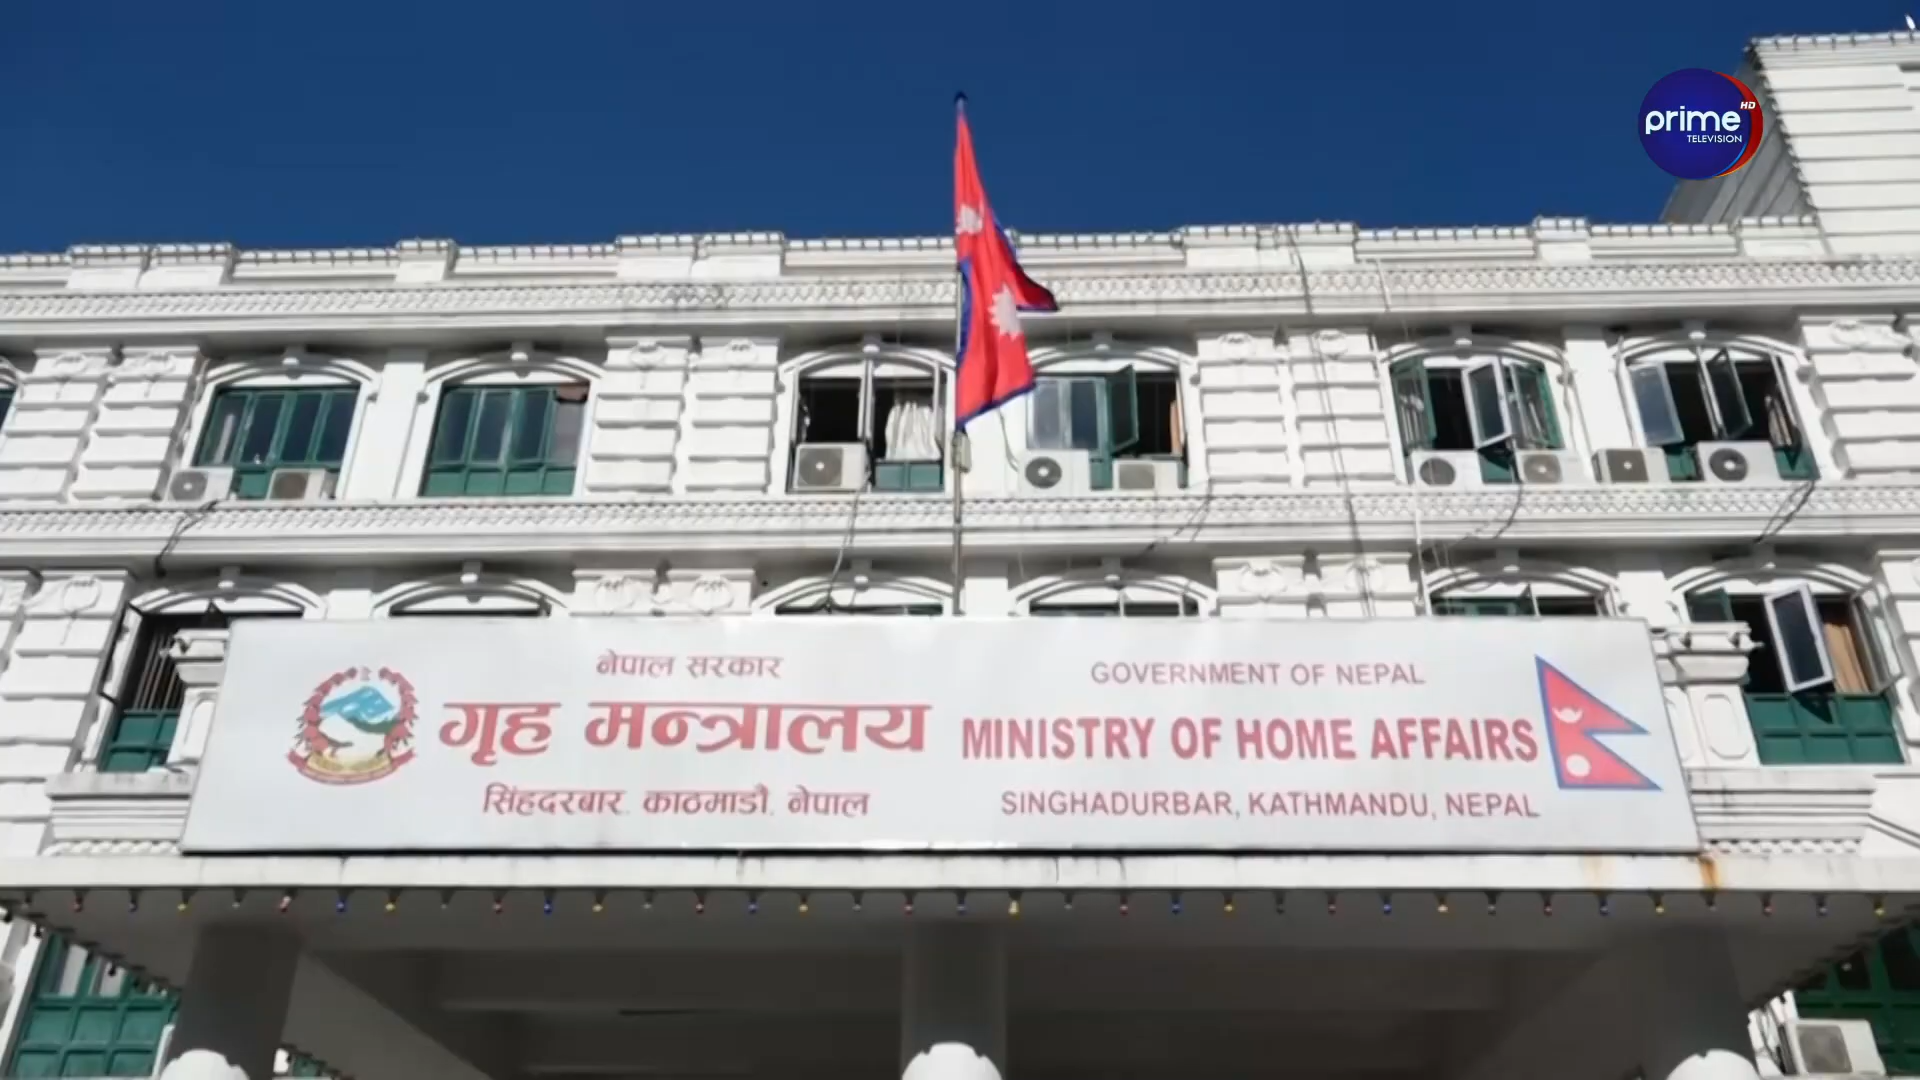 prime HD
TELEVISION
नेपाल सरकार
गृह मन्त्रालय
सिंहदरबार, काठमाडौं, नेपाल
GOVERNMENT OF NEPAL
MINISTRY OF HOME AFFAIRS
SINGHADURBAR, KATHMANDU, NEPAL